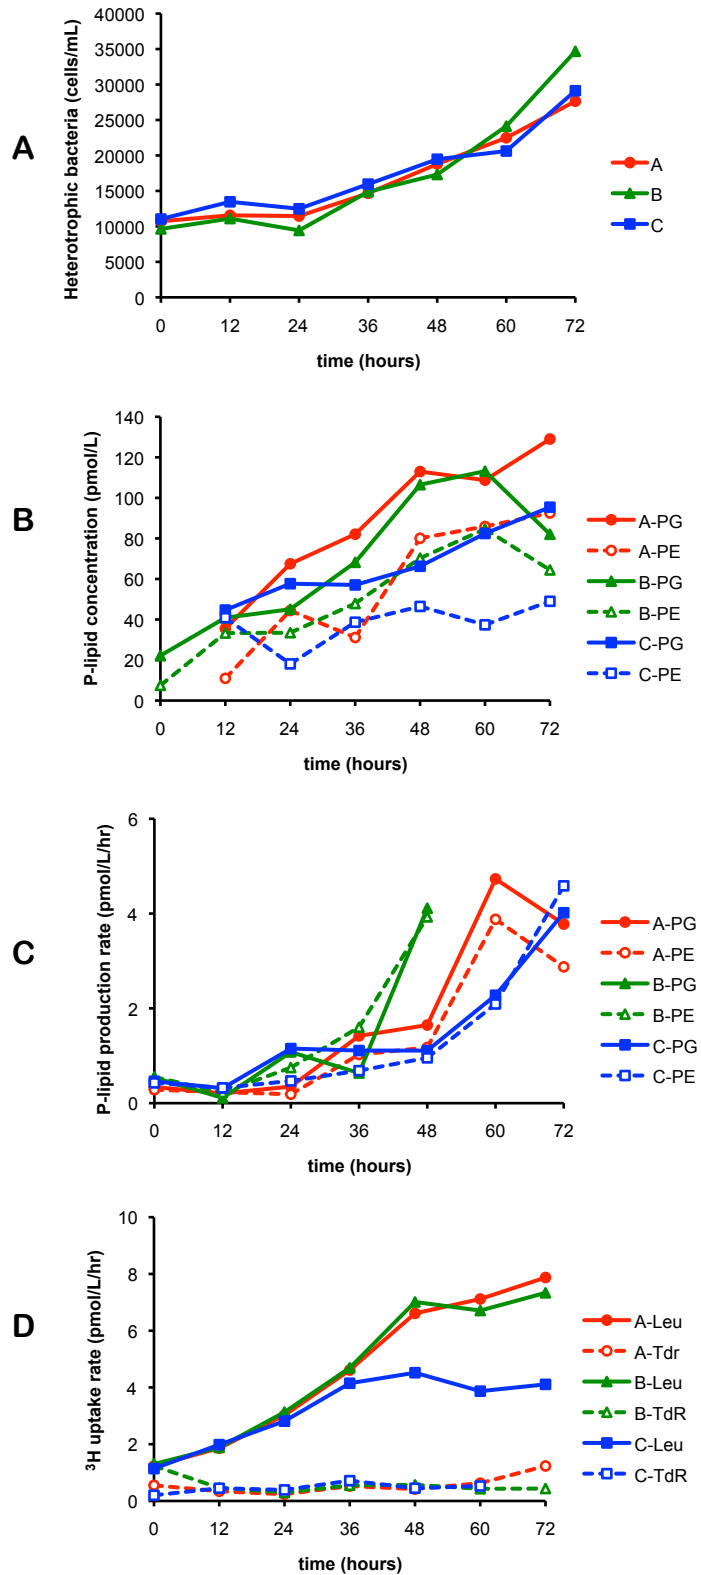 A
Heterotrophic bacteria (cells/mL)
40000
35000
30000
25000
20000
15000
10000
5000
0
0 12 24 36 48 60 72
time (hours)
A
B
C
B
P-lipid concentration (pmol/L)
140
120
100
80
60
40
20
0
0 12 24 36 48 60 72
time (hours)
A-PG
A-PE
B-PG
B-PE
C-PG
C-PE
C
P-lipid production rate (pmol/L/hr)
6
4
2
0
0 12 24 36 48 60 72
time (hours)
A-PG
A-PE
B-PG
B-PE
C-PG
C-PE
D
³H uptake rate (pmol/L/hr)
10
8
6
4
2
0
0 12 24 36 48 60 72
time (hours)
A-Leu
A-Tdr
B-Leu
B-TdR
C-Leu
C-TdR